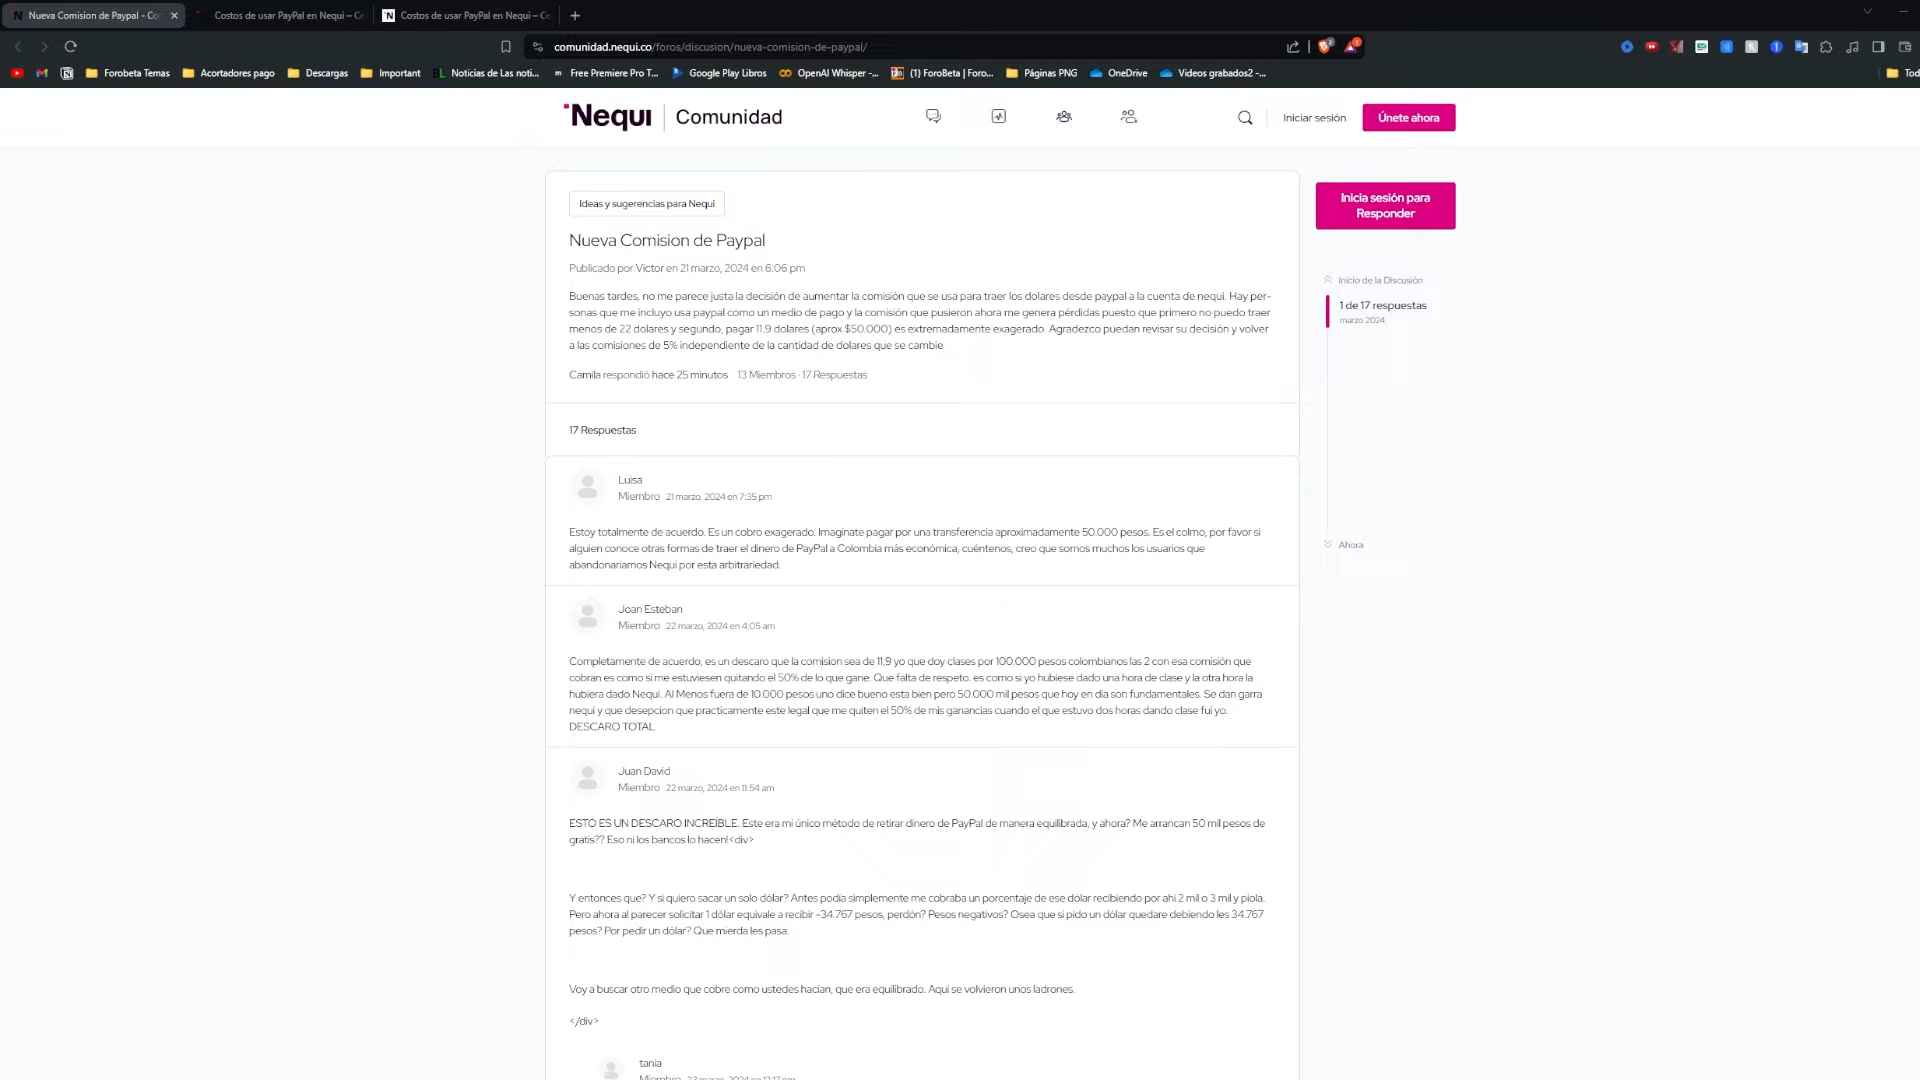 Nueva Comision de Paypal - Co
Costos de usar PayPal en Nequi – Ce
Costos de usar PayPal en Nequi – Ce
comunidad.nequi.co/foros/discusion/nueva-comision-de-paypal/
Forobeta Temas
Acortadores pago
Descargas
Important
Noticias de Las noti...
Free Premiere Pro T...
Google Play Libros
OpenAI Whisper -...
(1) ForoBeta | Foro...
Páginas PNG
OneDrive
Videos grabados2 -...
Tod
Nequi
Comunidad
Iniciar sesión
Únete ahora
Ideas y sugerencias para Nequi
Nueva Comision de Paypal
Publicado por Victor en 21 marzo, 2024 en 6:06 pm
Buenas tardes, no me parece justa la decisión de aumentar la comisión que se usa para traer los dolares desde paypal a la cuenta de nequi. Hay per-
sonas que me incluyo usa paypal como un medio de pago y la comisión que pusieron ahora me genera pérdidas puesto que primero no puedo traer
menos de 22 dolares y segundo, pagar 11.9 dolares (aprox $50.000) es extremadamente exagerado. Agradezco puedan revisar su decisión y volver
a las comisiones de 5% independiente de la cantidad de dolares que se cambie
Camila respondió hace 25 minutos 13 Miembros · 17 Respuestas
Inicia sesión para
Responder
Inicio de la Discusión
1 de 17 respuestas
marzo 2024
Ahora
17 Respuestas
Luisa
Miembro 21 marzo, 2024 en 7:35 pm
Estoy totalmente de acuerdo. Es un cobro exagerado. Imagínate pagar por una transferencia aproximadamente 50.000 pesos. Es el colmo, por favor si
alguien conoce otras formas de traer el dinero de PayPal a Colombia más económica, cuéntenos, creo que somos muchos los usuarios que
abandonaríamos Nequi por esta arbitrariedad.
Joan Esteban
Miembro 22 marzo, 2024 en 4:05 am
Completamente de acuerdo, es un descaro que la comision sea de 11,9 yo que doy clases por 100.000 pesos colombianos las 2 con esa comisión que
cobran es como si me estuviesen quitando el 50% de lo que gane. Que falta de respeto. es como si yo hubiese dado una hora de clase y la otra hora la
hubiera dado Nequi. Al Menos fuera de 10.000 pesos uno dice bueno esta bien pero 50.000 mil pesos que hoy en día son fundamentales. Se dan garra
nequi y que desepcion que practicamente este legal que me quiten el 50% de mis ganancias cuando el que estuvo dos horas dando clase fui yo.
DESCARO TOTAL
Juan David
Miembro 22 marzo, 2024 en 11:54 am
ESTO ES UN DESCARO INCREÍBLE. Este era mi único método de retirar dinero de PayPal de manera equilibrada, y ahora? Me arrancan 50 mil pesos de
gratis?? Eso ni los bancos lo hacen!<div>
Y entonces que? Y si quiero sacar un solo dólar? Antes podía simplemente me cobraba un porcentaje de ese dólar recibiendo por ahí 2 mil o 3 mil y piola.
Pero ahora al parecer solicitar 1 dólar equivale a recibir -34.767 pesos, perdón? Pesos negativos? Osea que si pido un dólar quedare debiendo les 34.767
pesos? Por pedir un dólar? Que mierda les pasa.
Voy a buscar otro medio que cobre como ustedes hacían, que era equilibrado. Aquí se volvieron unos ladrones.
</div>
tania
Miembro 23 marzo, 2024 en 12:17 pm